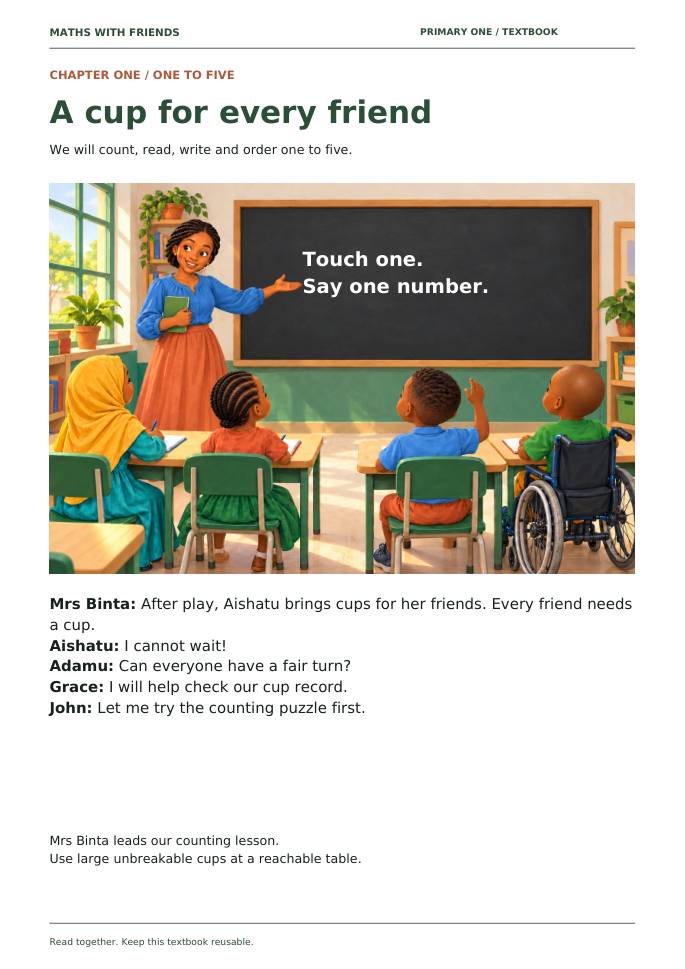 MATHS WITH FRIENDS
PRIMARY ONE / TEXTBOOK
CHAPTER ONE / ONE TO FIVE
A cup for every friend
We will count, read, write and order one to five.
Touch one.
Say one number.
Mrs Binta: After play, Aishatu brings cups for her friends. Every friend needs
a cup.
Aishatu: I cannot wait!
Adamu: Can everyone have a fair turn?
Grace: I will help check our cup record.
John: Let me try the counting puzzle first.
Mrs Binta leads our counting lesson.
Use large unbreakable cups at a reachable table.
Read together. Keep this textbook reusable.